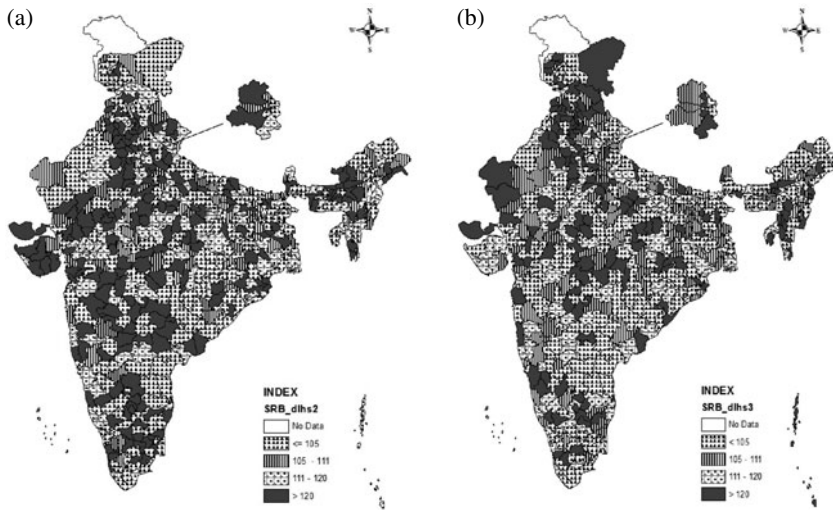 (a)
N
W E
S
INDEX
SRB_dlhs2
No Data
<= 105
105 - 111
111 - 120
> 120
(b)
N
W E
S
INDEX
SRB_dlhs3
No Data
< 105
105 - 111
111 - 120
> 120